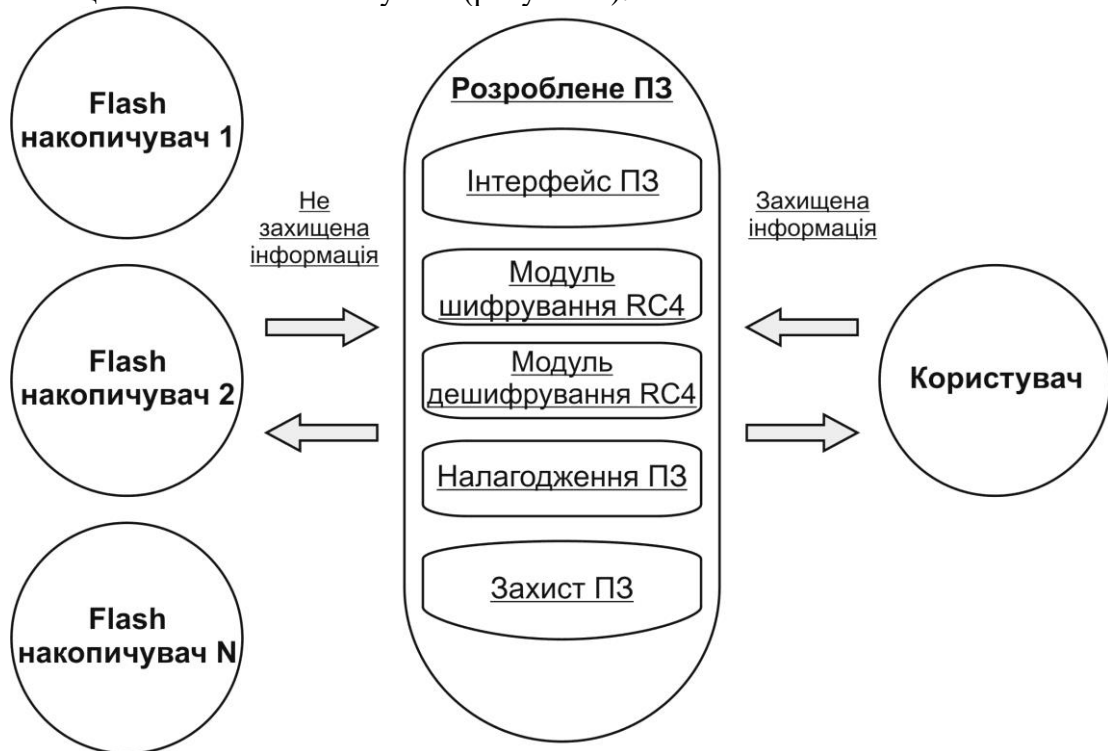 Flash
накопичувач 1
Flash
накопичувач 2
Flash
накопичувач N
Не
захищена
інформація
Розроблене ПЗ
Інтерфейс ПЗ
Модуль
шифрування RC4
Модуль
дешифрування RC4
Налагодження ПЗ
Захист ПЗ
Захищена
інформація
Користувач